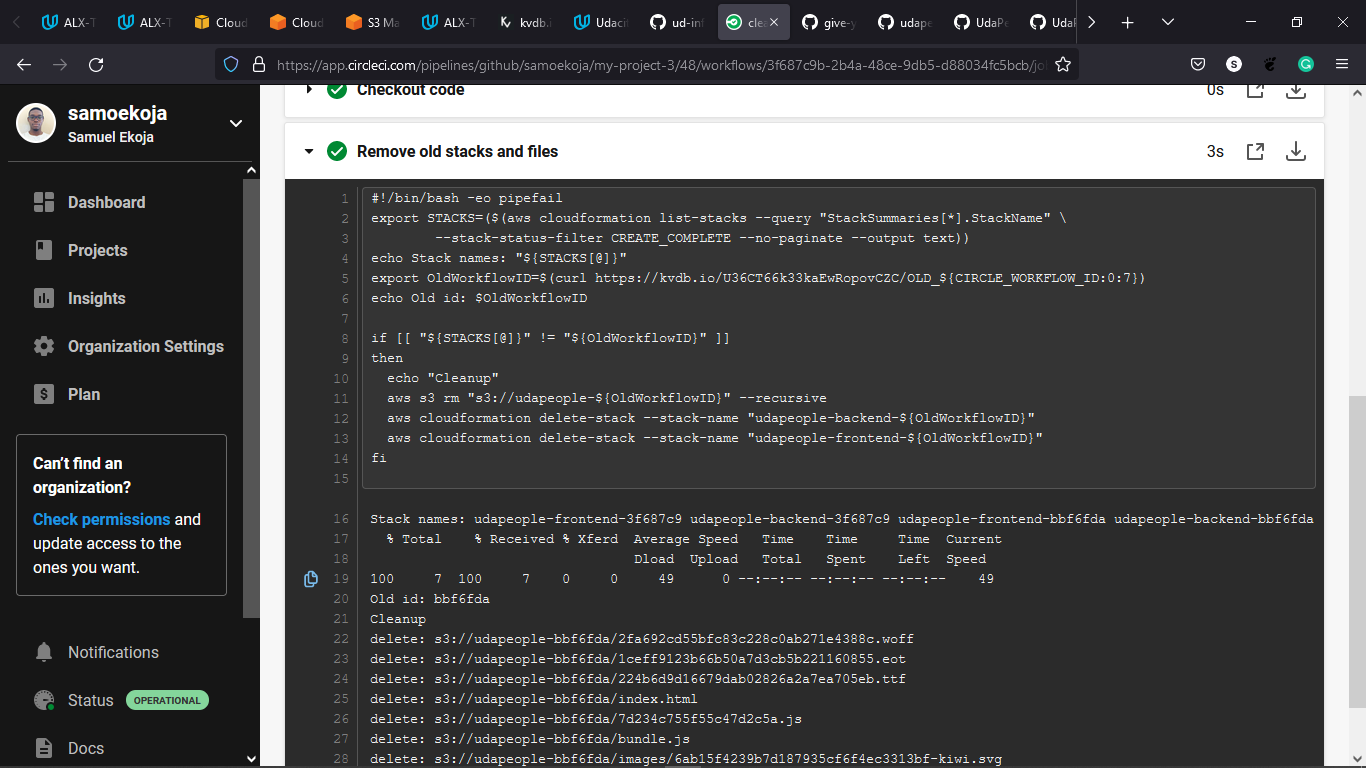 ALX-T
ALX-T
Cloud
Cloud
S3 Ma
ALX-T
kvdb.i
Udacit
ud-inf
clea
give-y
udape
UdaPe
UdaP
https://app.circleci.com/pipelines/github/samoekoja/my-project-3/48/workflows/3f687c9b-2b4a-48ce-9db5-d88034fc5bcb/jo
S
samoekoja
Samuel Ekoja
Dashboard
Projects
Insights
Organization Settings
Plan
Can't find an
organization?
Check permissions and
update access to the
ones you want.
Notifications
Status OPERATIONAL
Docs
Checkout code 0s
Remove old stacks and files 3s
1 #!/bin/bash -eo pipefail
2 export STACKS=($(aws cloudformation list-stacks --query "StackSummaries[*].StackName" \
3 --stack-status-filter CREATE_COMPLETE --no-paginate --output text))
4 echo Stack names: "${STACKS[@]}"
5 export OldWorkflowID=$(curl https://kvdb.io/U36CT66k33kaEwRopovCZC/OLD_${CIRCLE_WORKFLOW_ID:0:7})
6 echo Old id: $OldWorkflowID
7
8 if [[ "${STACKS[@]}" != "${OldWorkflowID}" ]]
9 then
10 echo "Cleanup"
11 aws s3 rm "s3://udapeople-${OldWorkflowID}" --recursive
12 aws cloudformation delete-stack --stack-name "udapeople-backend-${OldWorkflowID}"
13 aws cloudformation delete-stack --stack-name "udapeople-frontend-${OldWorkflowID}"
14 fi
15
16 Stack names: udapeople-frontend-3f687c9 udapeople-backend-3f687c9 udapeople-frontend-bbf6fda udapeople-backend-bbf6fda
17 % Total % Received % Xferd Average Speed Time Time Time Current
18 Dload Upload Total Spent Left Speed
19 100 7 100 7 0 0 49 0 --:--:-- --:--:-- --:--:-- 49
20 Old id: bbf6fda
21 Cleanup
22 delete: s3://udapeople-bbf6fda/2fa692cd55bfc83c228c0ab271e4388c.woff
23 delete: s3://udapeople-bbf6fda/1ceff9123b66b50a7d3cb5b221160855.eot
24 delete: s3://udapeople-bbf6fda/224b6d9d16679dab02826a2a7ea705eb.ttf
25 delete: s3://udapeople-bbf6fda/index.html
26 delete: s3://udapeople-bbf6fda/7d234c755f55c47d2c5a.js
27 delete: s3://udapeople-bbf6fda/bundle.js
28 delete: s3://udapeople-bbf6fda/images/6ab15f4239b7d187935cf6f4ec3313bf-kiwi.svg